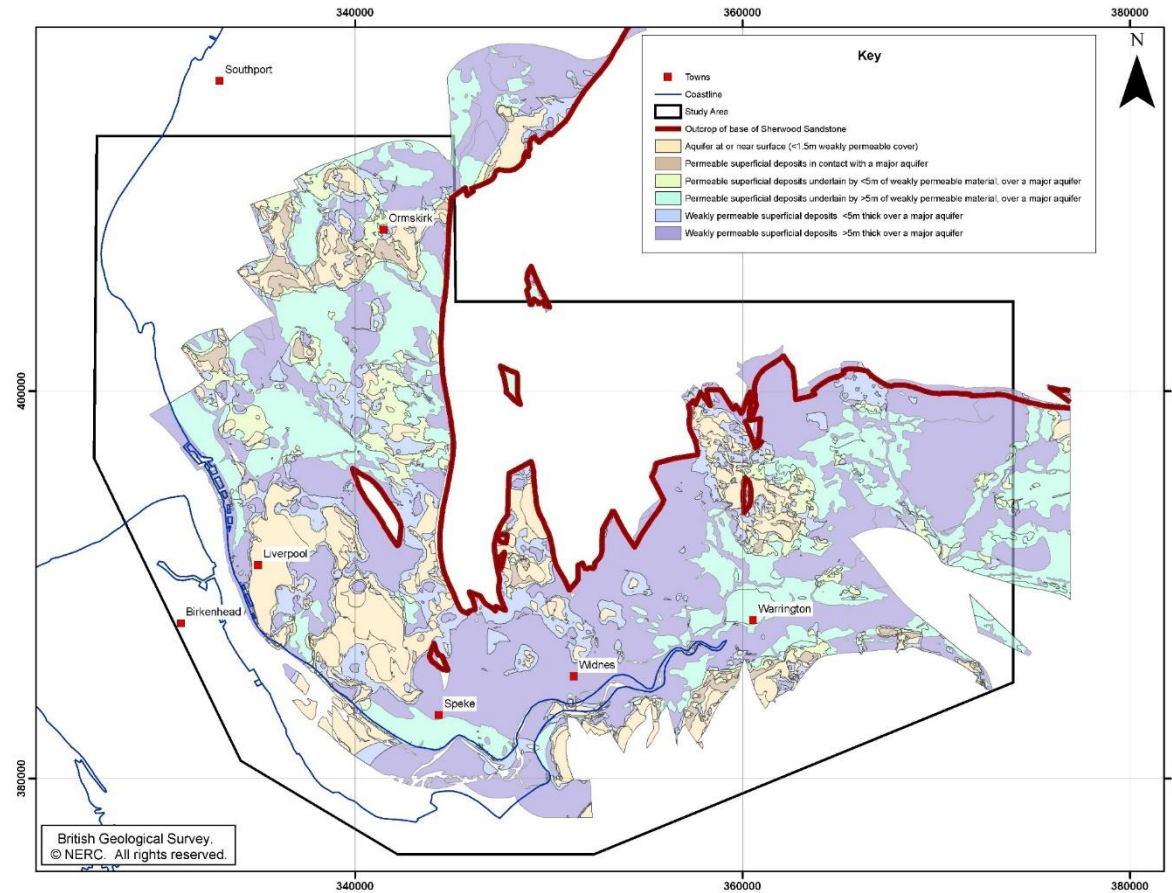 340000
360000
380000
N
Key
Towns
Coastline
Study Area
Outcrop of base of Sherwood Sandstone
Aquifer at or near surface (<1.5m weakly permeable cover)
Permeable superficial deposits in contact with a major aquifer
Permeable superficial deposits underlain by <5m of weakly permeable material, over a major aquifer
Permeable superficial deposits underlain by >5m of weakly permeable material, over a major aquifer
Weakly permeable superficial deposits <5m thick over a major aquifer
Weakly permeable superficial deposits >5m thick over a major aquifer
Southport
Ormskirk
400000
400000
Liverpool
Birkenhead
Warrington
Widnes
Speke
380000
380000
British Geological Survey.
© NERC. All rights reserved.
340000
360000
380000